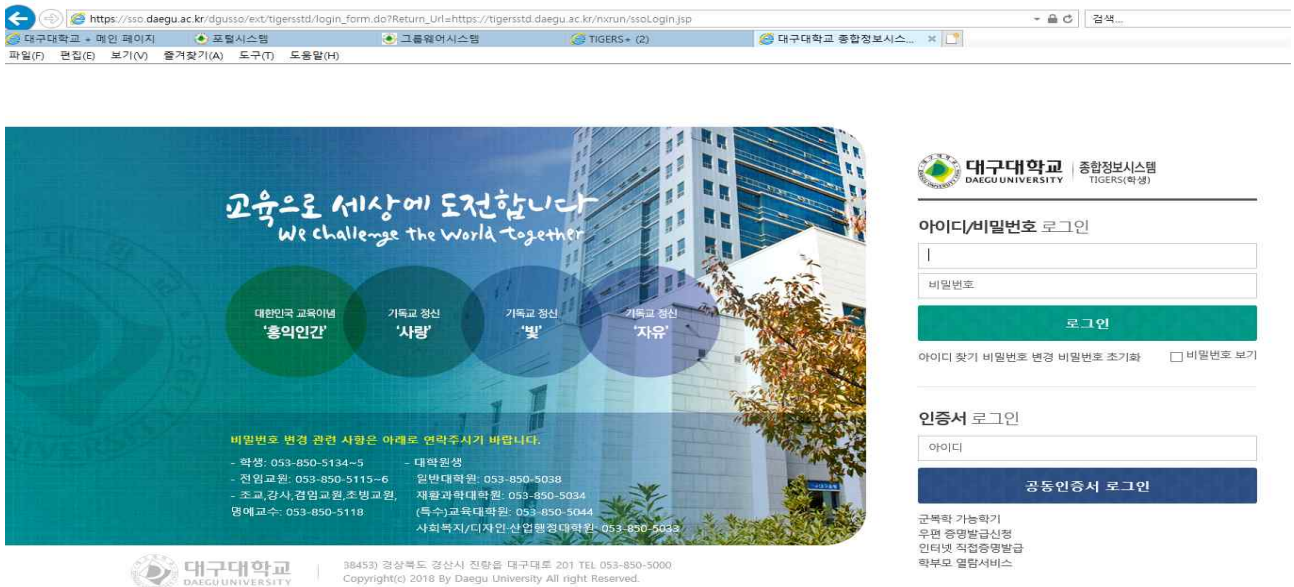 https://sso.daegu.ac.kr/dgusso/ext/tigersstd/login_form.do?Return_Url=https://tigersstd.daegu.ac.kr/nxrun/ssoLogin.jsp
검색...
대구대학교 + 메인 페이지
포털시스템
그룹웨어시스템
TIGERS+ (2)
대구대학교 종합정보시스...
파일(F) 편집(E) 보기(V) 즐겨찾기(A) 도구(T) 도움말(H)
교육으로 세상에 도전합니다
We challenge the World together
대한민국 교육이념
'홍익인간'
기독교 정신
'사랑'
기독교 정신
'빛'
기독교 정신
'자유'
비밀번호 변경 관련 사항은 아래로 연락주시기 바랍니다.
- 학생: 053-850-5134~5
- 전임교원: 053-850-5115~6
- 조교,강사,겸임교원,초빙교원,
명예교수: 053-850-5118
- 대학원생
일반대학원: 053-850-5038
재활과학대학원: 053-850-5034
(특수)교육대학원: 053-850-5044
사회복지/디자인·산업행정대학원: 053-850-5033
대구대학교
DAEGU UNIVERSITY
종합정보시스템
TIGERS(학생)
아이디/비밀번호 로그인
비밀번호
로그인
아이디 찾기 비밀번호 변경 비밀번호 초기화
비밀번호 보기
인증서 로그인
아이디
공동인증서 로그인
군복학 가능학기
우편 증명발급신청
인터넷 직접증명발급
학부모 열람서비스
대구대학교
DAEGU UNIVERSITY
38453) 경상북도 경산시 진량읍 대구대로 201 TEL 053-850-5000
Copyright(c) 2018 By Daegu University All right Reserved.